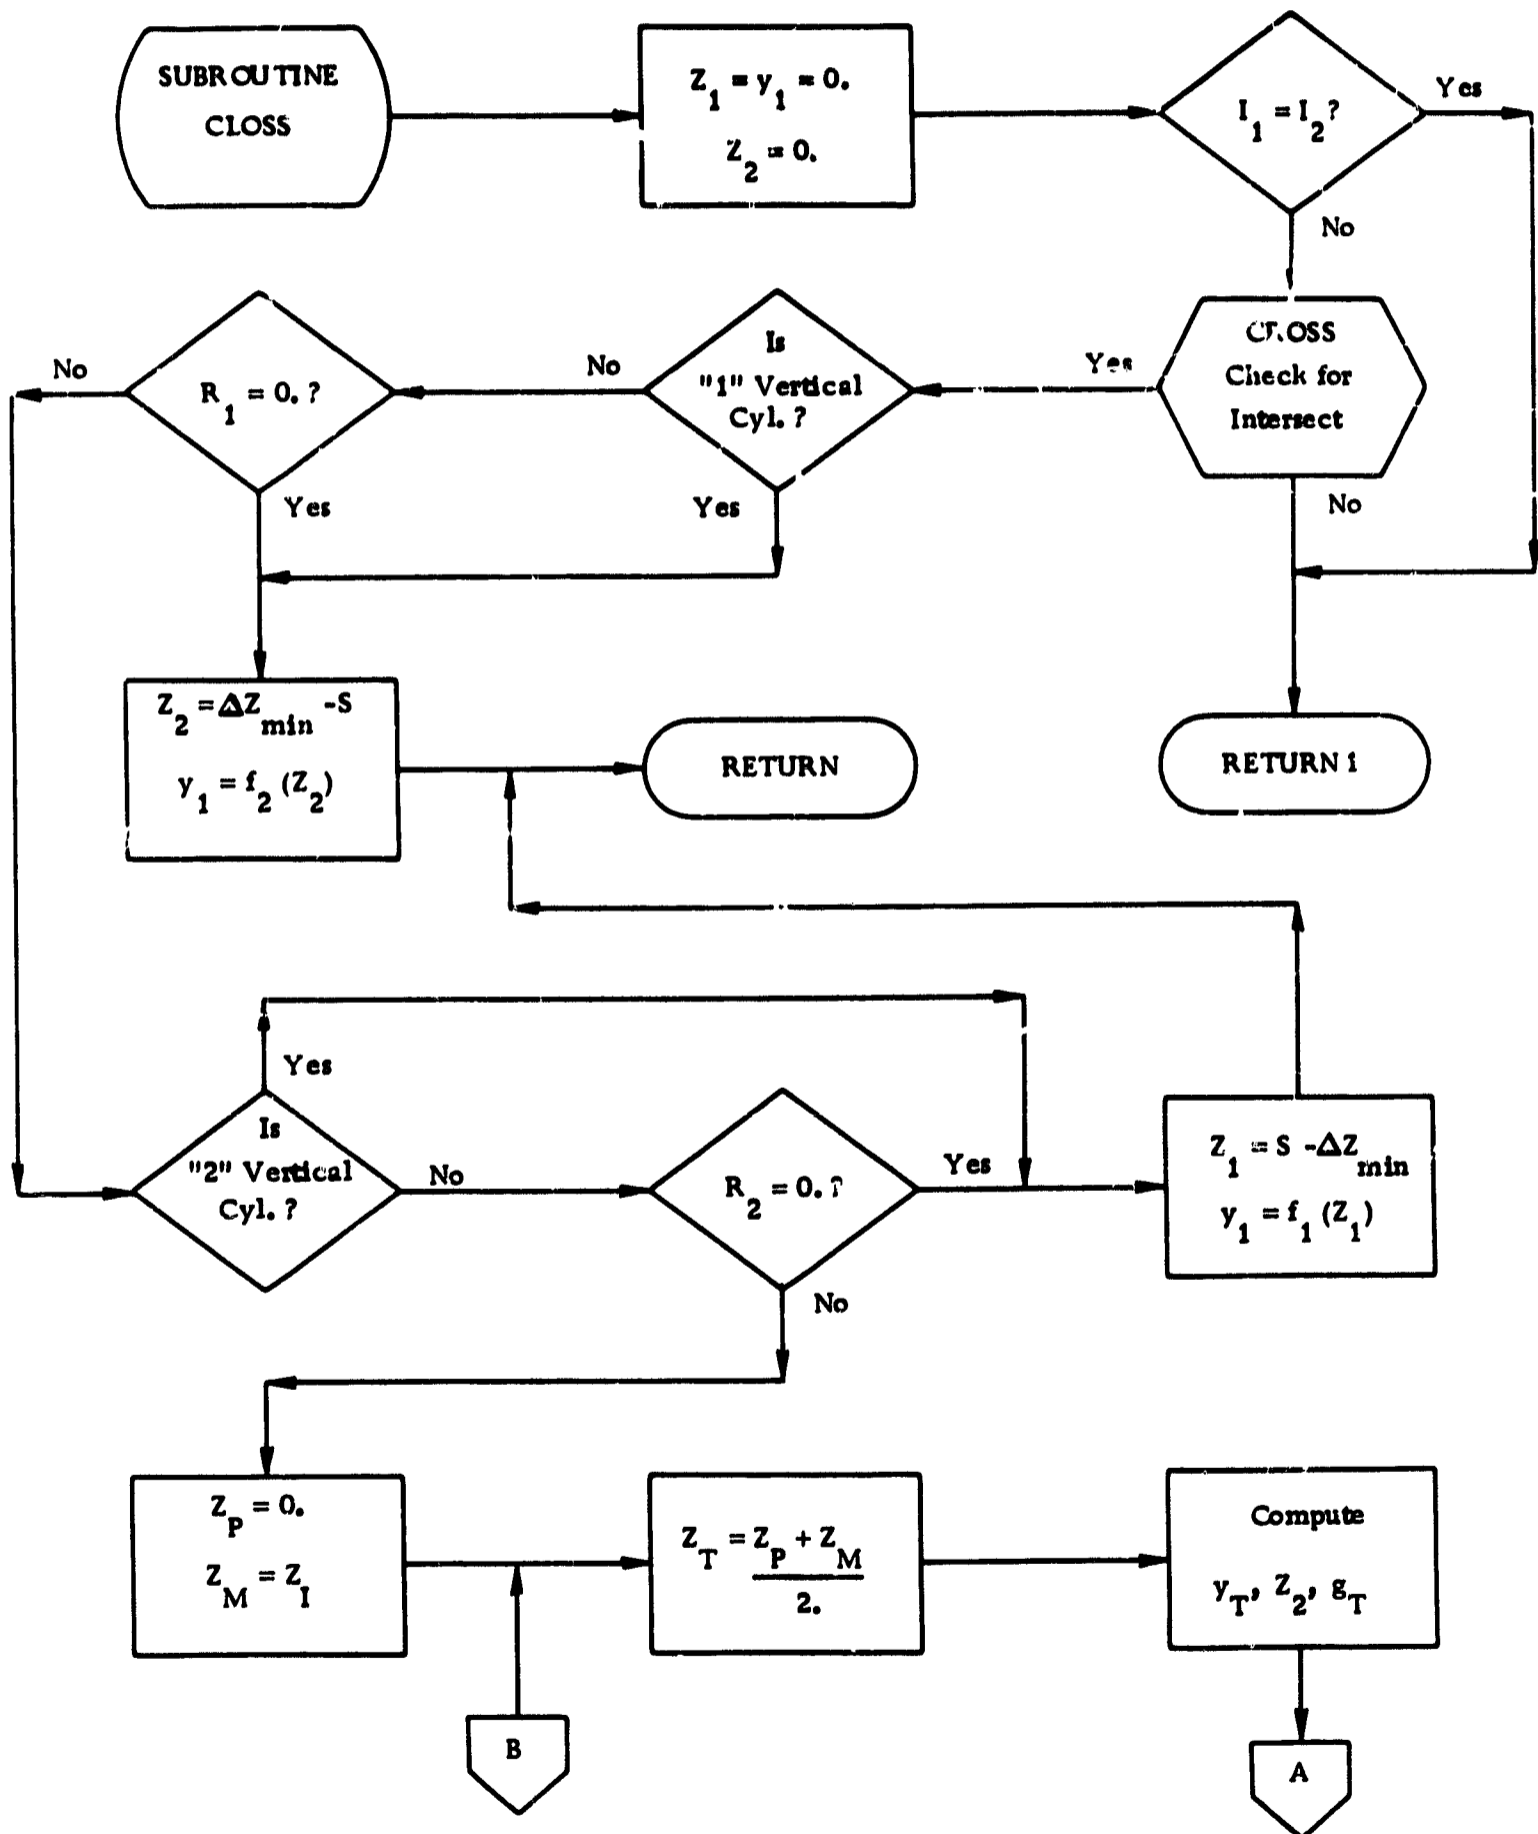 SUBROUTINE
CLOSS
Z1 = y1 = 0.
Z2 = 0.
I1 = I2?
Yes
No
CROSS
Check for
Intersect
Yes
No
Is
"1" Vertical
Cyl. ?
No
Yes
R1 = 0. ?
No
Yes
Z2 = ΔZmin -S
y1 = f2 (Z2)
RETURN
RETURN 1
Yes
Is
"2" Vertical
Cyl. ?
No
R2 = 0. ?
Yes
No
Z1 = S -ΔZmin
y1 = f1 (Z1)
ZP = 0.
ZM = ZI
ZT = ZP + ZM
2.
Compute
yT, Z2, gT
B
A